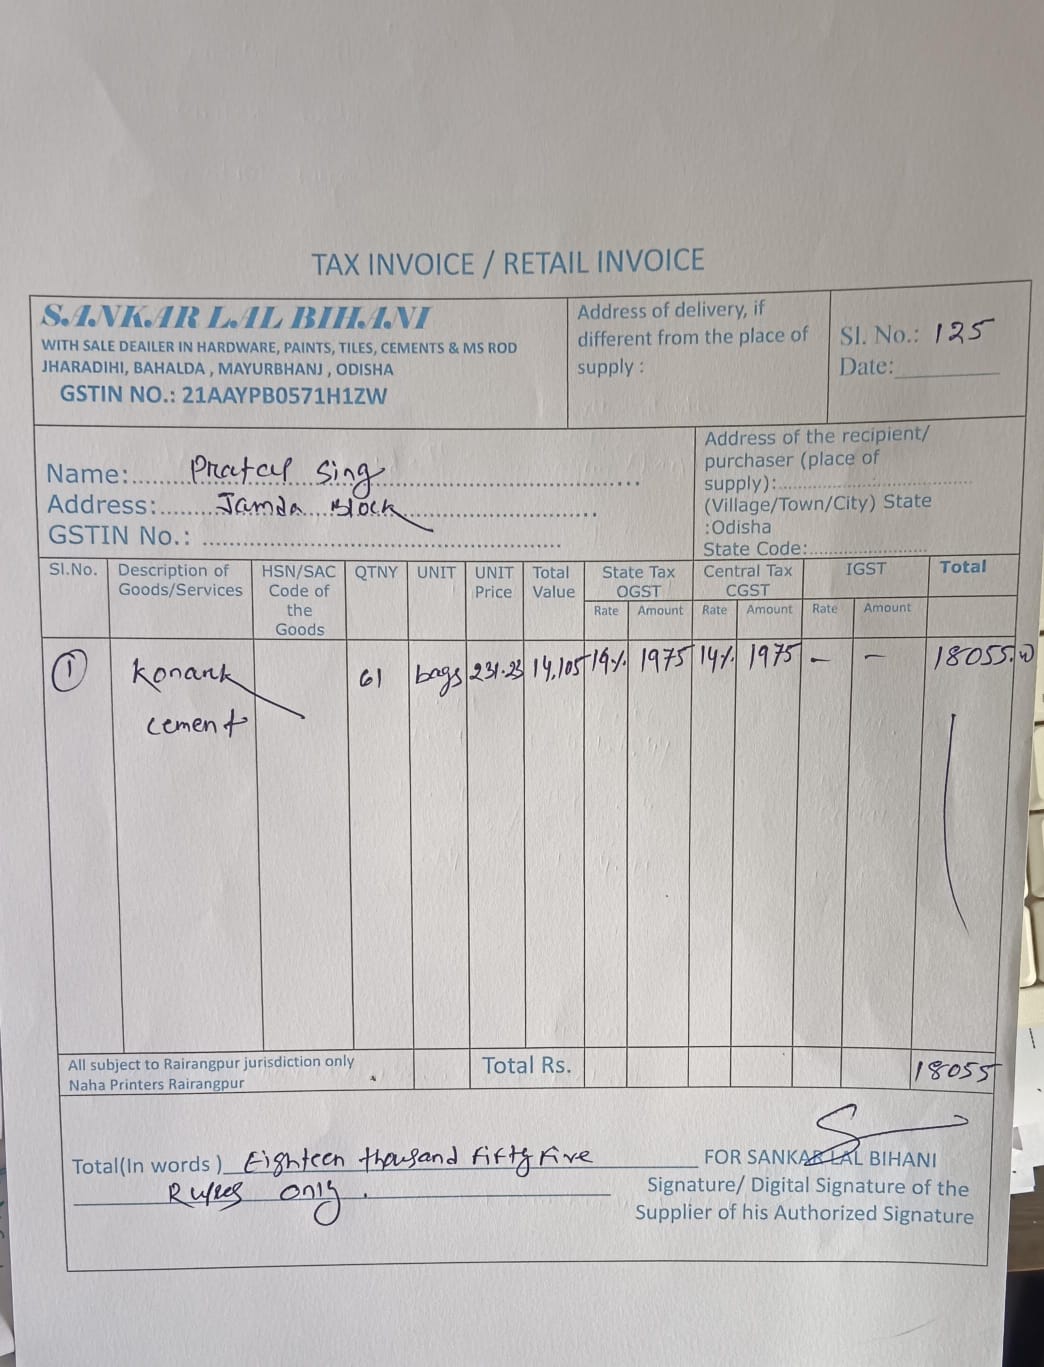 TAX INVOICE / RETAIL INVOICE
SANKAR LAL BIHANI
WITH SALE DEAILER IN HARDWARE, PAINTS, TILES, CEMENTS & MS ROD
JHARADIHI, BAHALDA , MAYURBHANJ , ODISHA
GSTIN NO.: 21AAYPB0571H1ZW
Address of delivery, if
different from the place of
supply :
Sl. No.: 125
Date:
Name: Pratap Sing
Address: Jamda Block
GSTIN No.:
Address of the recipient/
purchaser (place of
supply):
(Village/Town/City) State
:Odisha
State Code:
Sl.No. Description of Goods/Services HSN/SAC Code of the Goods QTNY UNIT UNIT Price Total Value State Tax OGST Central Tax CGST IGST Total
Rate Amount Rate Amount Rate Amount
1 Konark 61 bags 231.23 14,105 14% 1975 14% 1975 - - 18055.00
cement
All subject to Rairangpur jurisdiction only
Naha Printers Rairangpur
Total Rs. 18055
Total(In words) Eighteen thousand Fifty Five
Rupees only.
FOR SANKAR LAL BIHANI
Signature/ Digital Signature of the
Supplier of his Authorized Signature